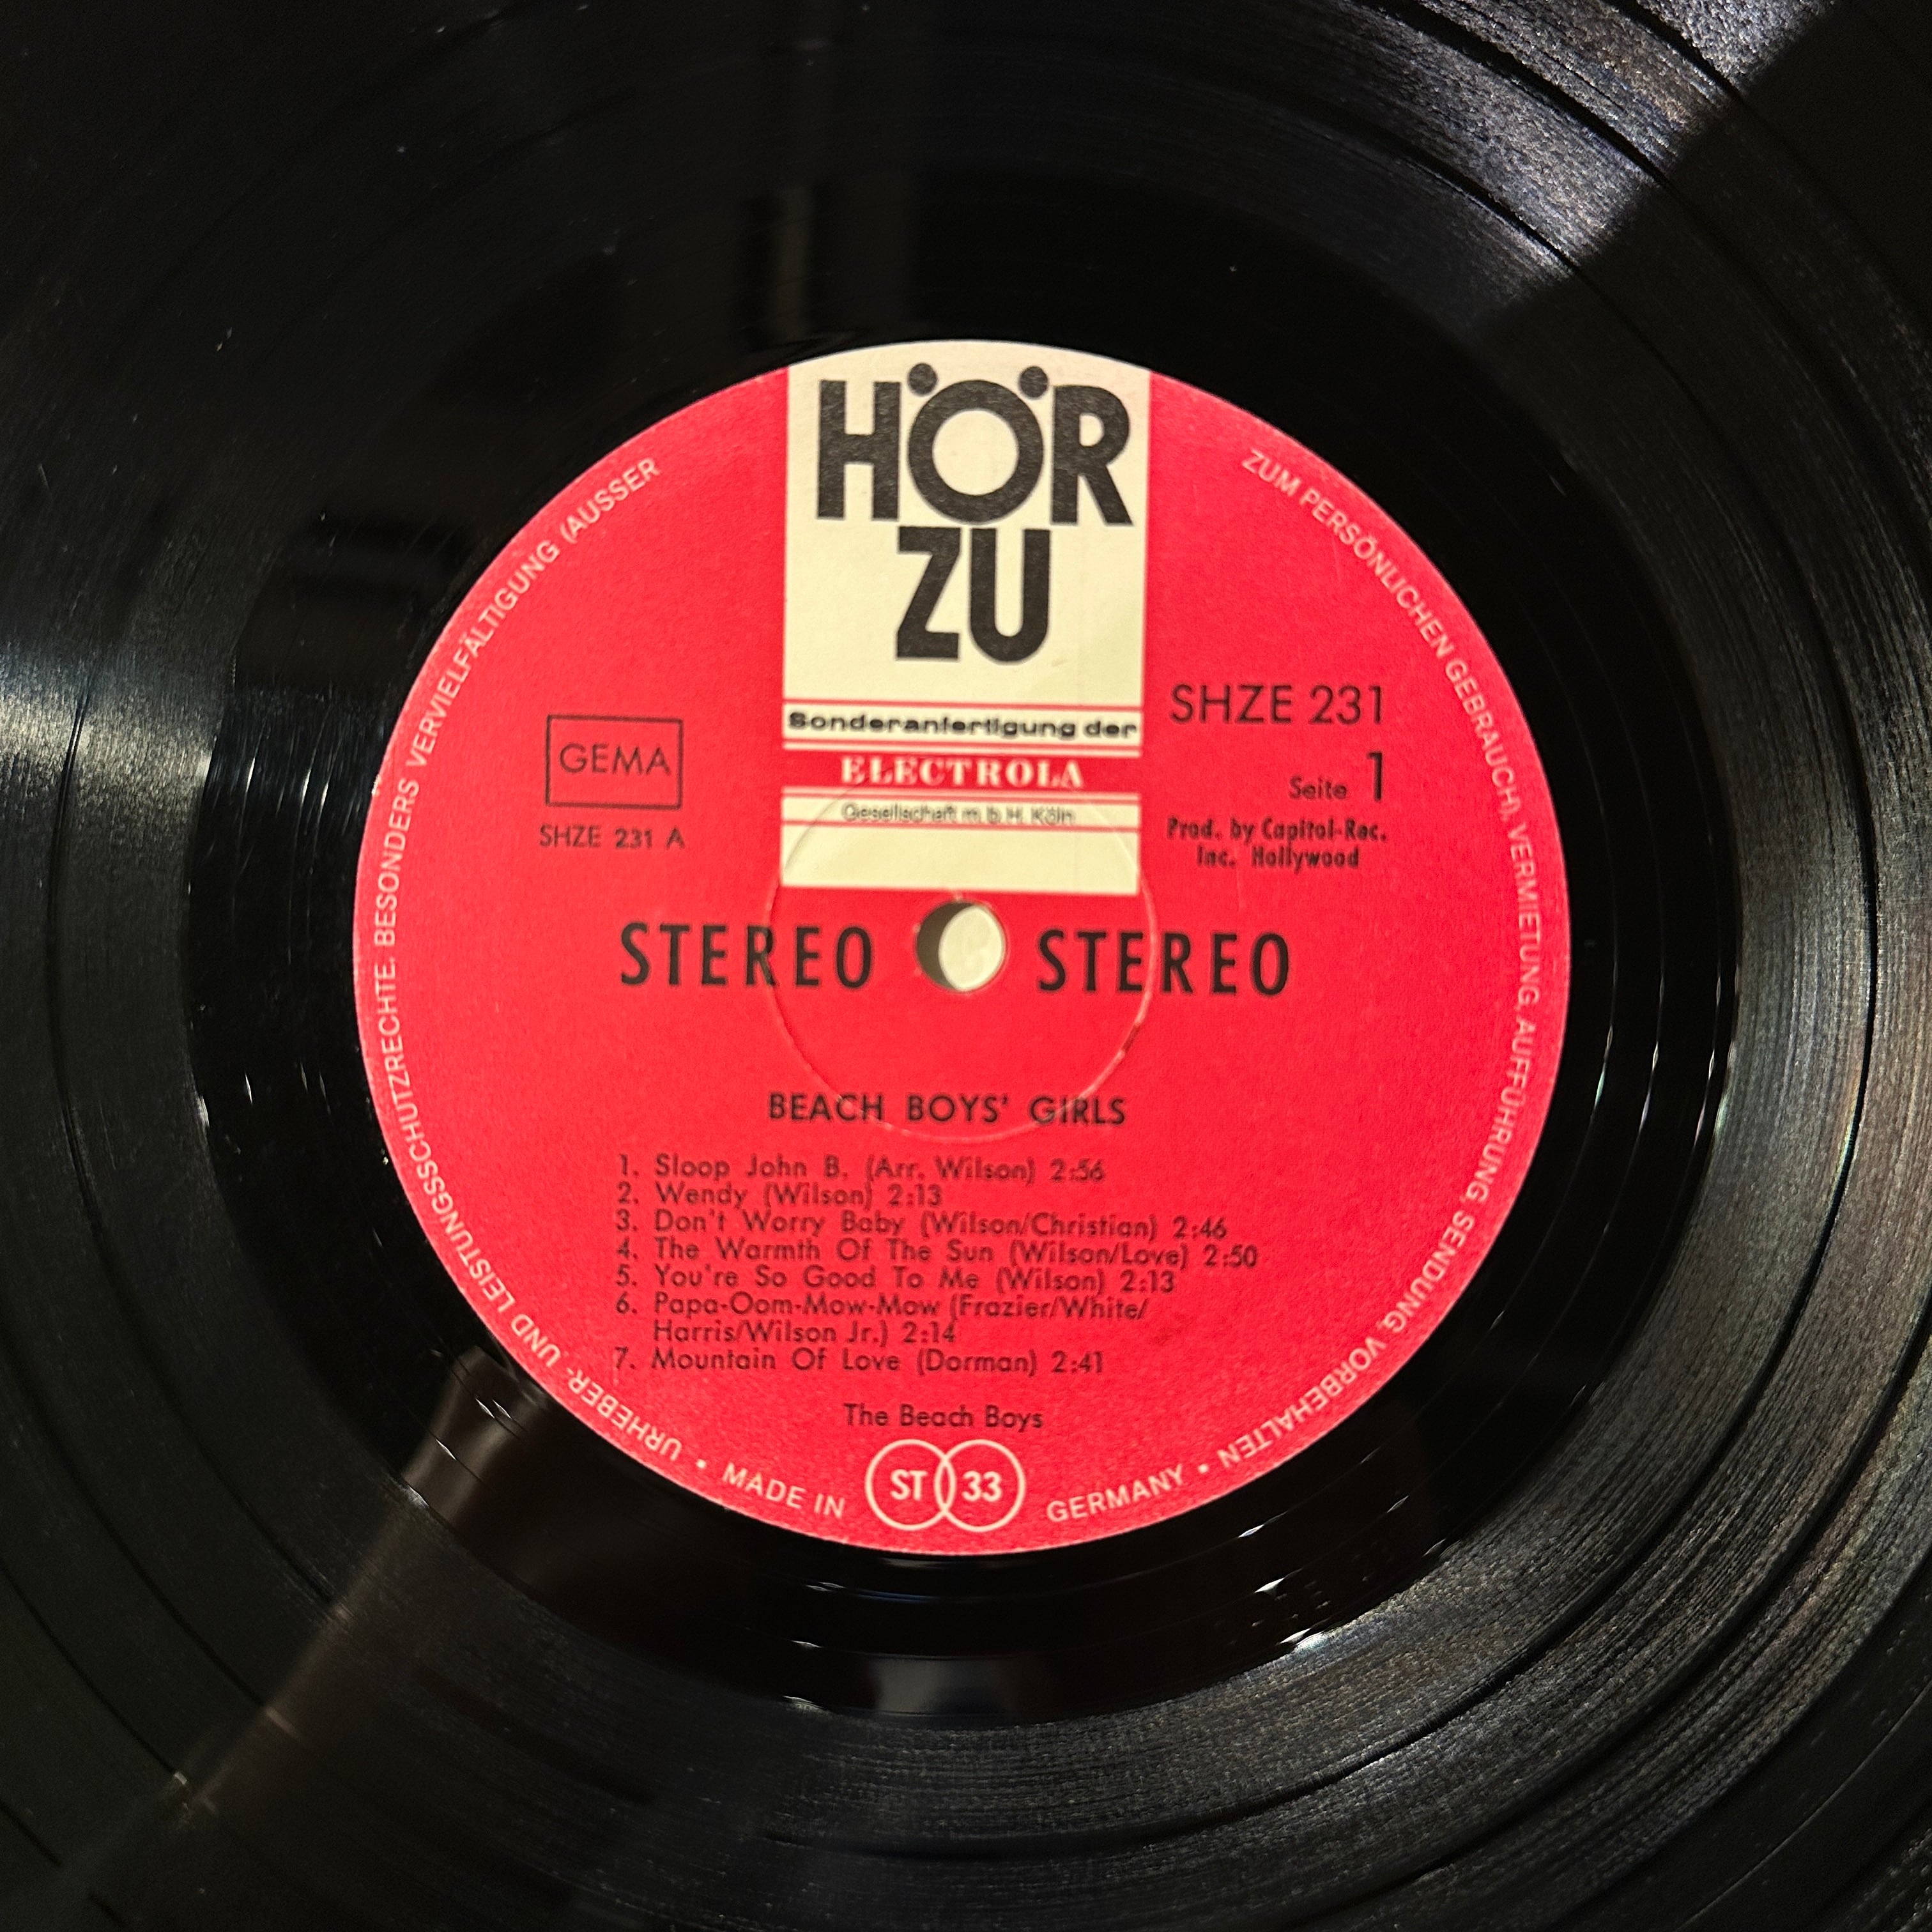 HÖR
ZU
Sonderanfertigung der
ELECTROLA
Gesellschaft m.b.H. Köln
GEMA
SHZE 231 A
SHZE 231
Seite 1
Prod. by Capitol-Rec.
Inc. Hollywood
STEREO STEREO
BEACH BOYS' GIRLS
1. Sloop John B. (Arr. Wilson) 2:56
2. Wendy (Wilson) 2:13
3. Don't Worry Baby (Wilson/Christian) 2:46
4. The Warmth Of The Sun (Wilson/Love) 2:50
5. You're So Good To Me (Wilson) 2:13
6. Papa-Oom-Mow-Mow (Frazier/White/
Harris/Wilson Jr.) 2:14
7. Mountain Of Love (Dorman) 2:41
The Beach Boys
ST 33
MADE IN GERMANY
URHEBER- UND LEISTUNGSSCHUTZRECHTE, BESONDERS VERVIELFÄLTIGUNG (AUSSER ZUM PERSÖNLICHEN GEBRAUCH), VERMIETUNG, AUFFÜHRUNG, SENDUNG, VORBEHALTEN